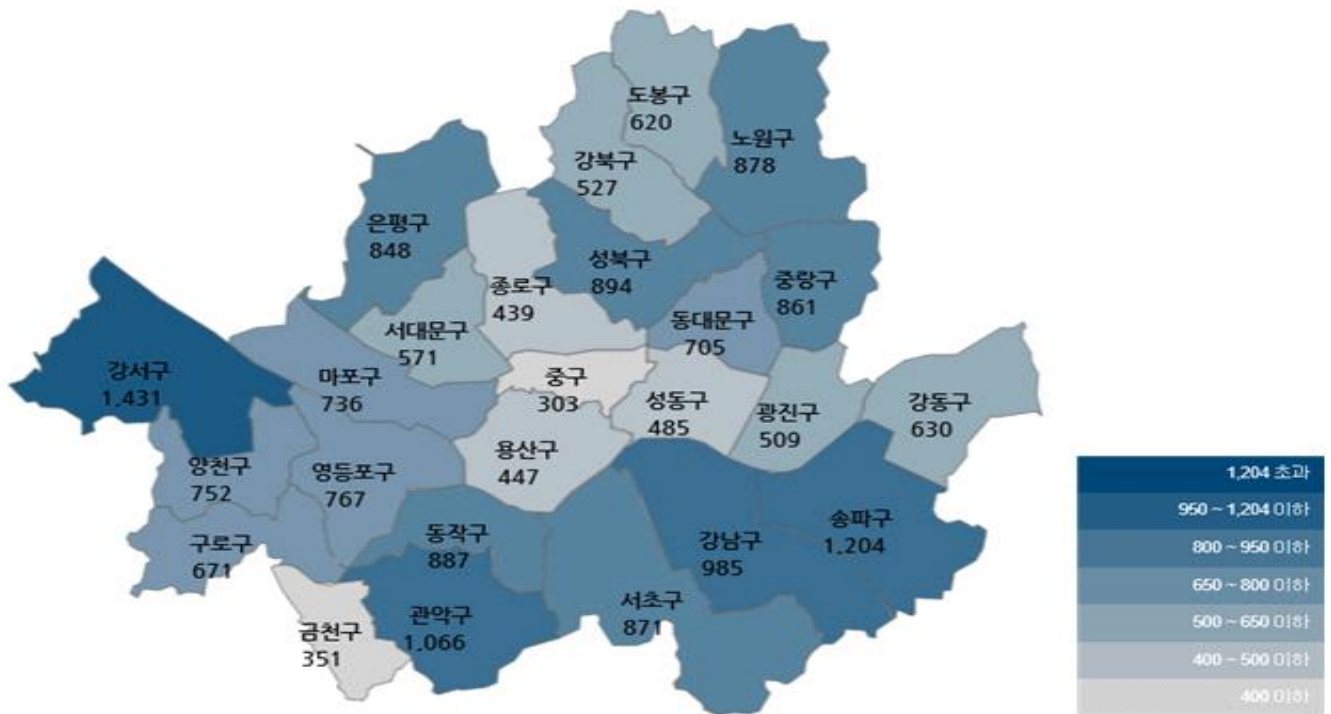 도봉구
620
노원구
878
강북구
527
은평구
848
성북구
894
중랑구
861
종로구
439
동대문구
705
서대문구
571
강서구
1,431
마포구
736
중구
303
성동구
485
광진구
509
강동구
630
용산구
447
양천구
752
영등포구
767
구로구
671
동작구
887
강남구
985
송파구
1,204
관악구
1,066
서초구
871
금천구
351
1,204 초과
950 ~ 1,204 이하
800 ~ 950 이하
650 ~ 800 이하
500 ~ 650 이하
400 ~ 500 이하
400 이하